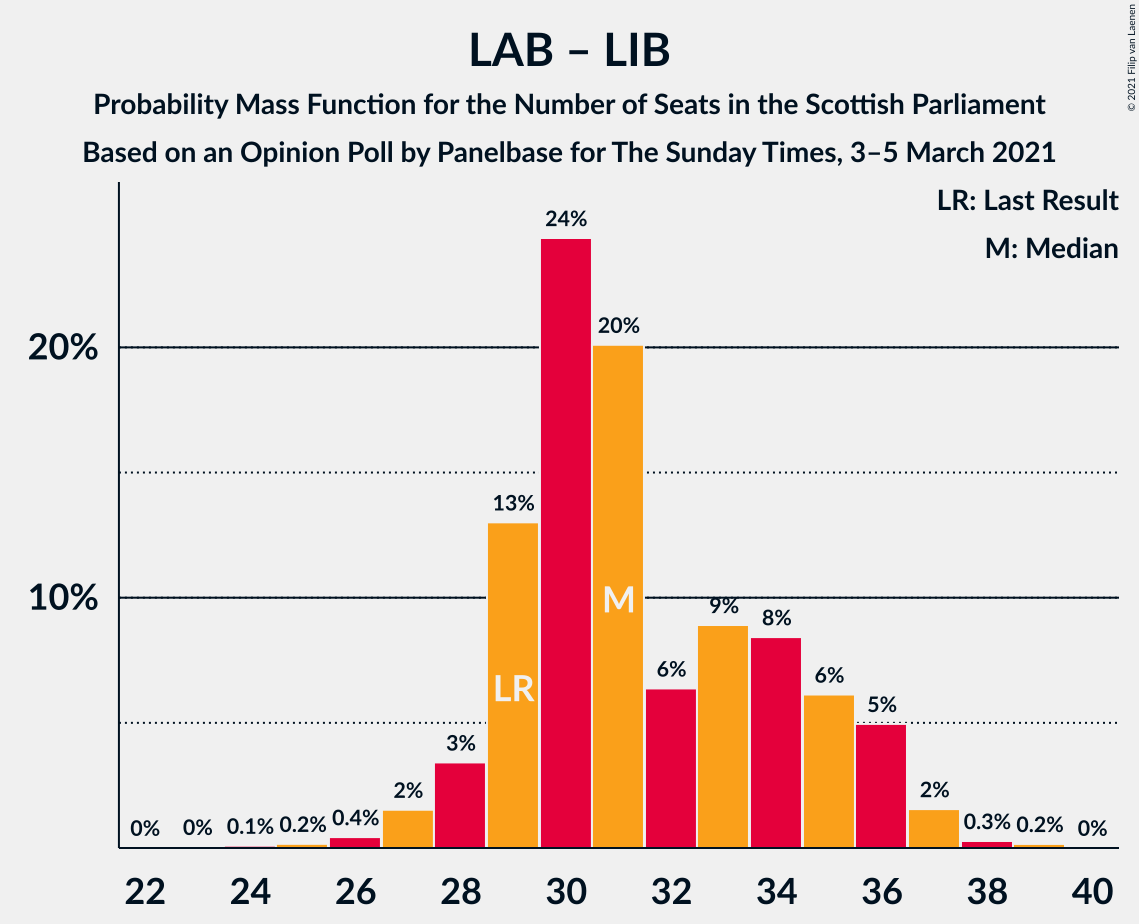 © 2021 Filip van Laenen
LAB – LIB
Probability Mass Function for the Number of Seats in the Scottish Parliament
Based on an Opinion Poll by Panelbase for The Sunday Times, 3–5 March 2021
LR: Last Result
M: Median
20%
10%
0% 0% 0.1% 0.2% 0.4% 2% 3% 13% 24% 20% 6% 9% 8% 6% 5% 2% 0.3% 0.2% 0%
LR M
22 24 26 28 30 32 34 36 38 40